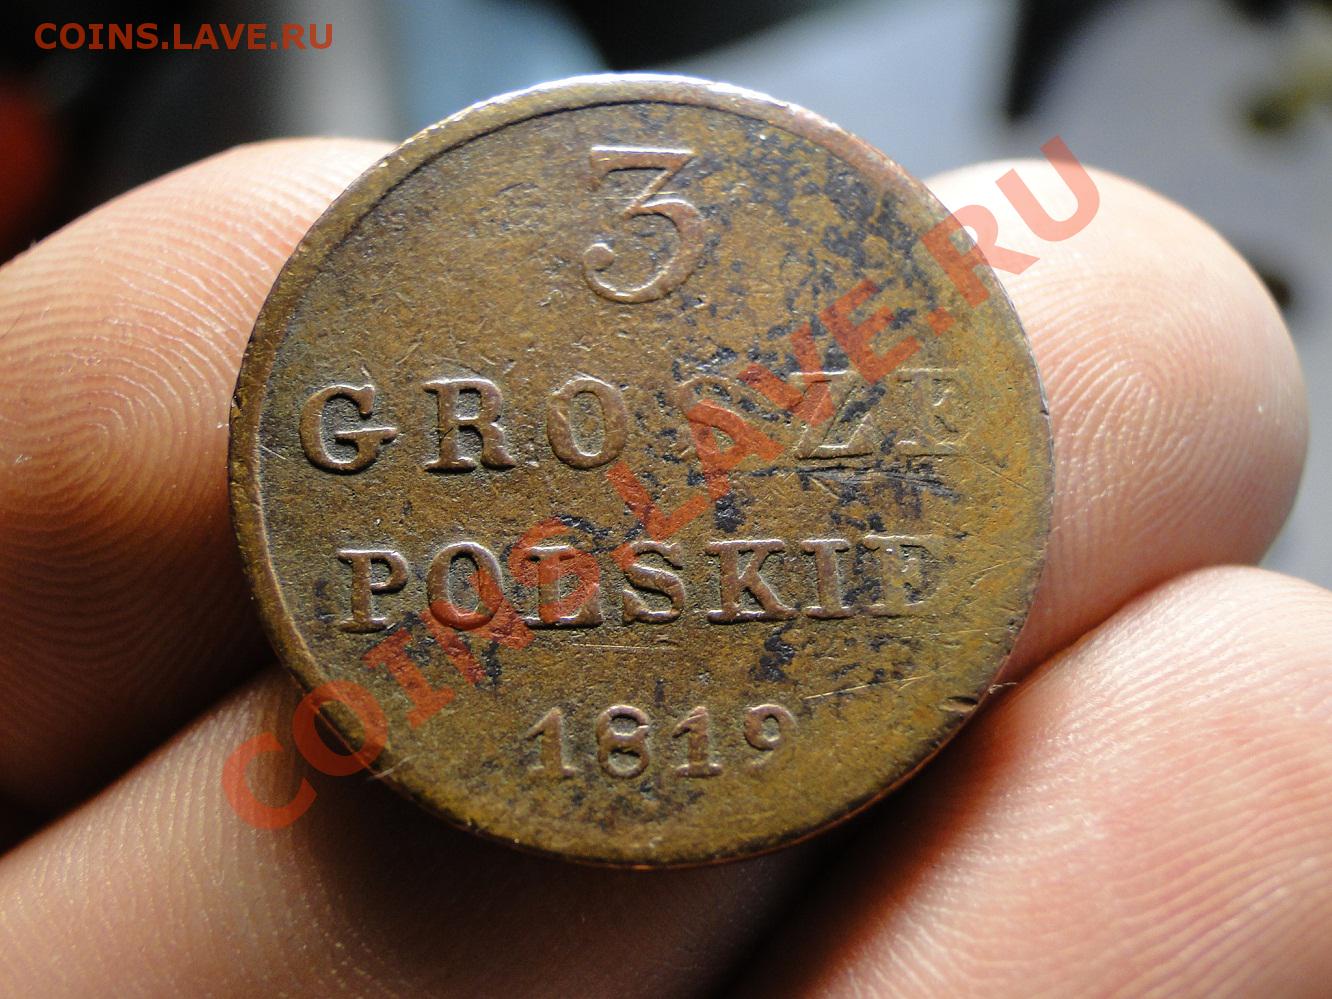 COINS.LAVE.RU
3
GROSZE
POLSKIE
1819
COINS.LAVE.RU